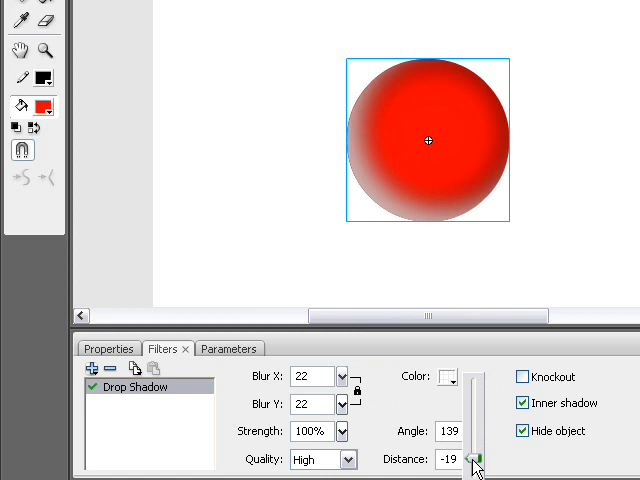 Properties Filters Parameters
Drop Shadow
Blur X: 22 Color: Knockout
Blur Y: 22 Inner shadow
Strength: 100% Angle: 139 Hide object
Quality: High Distance: -19